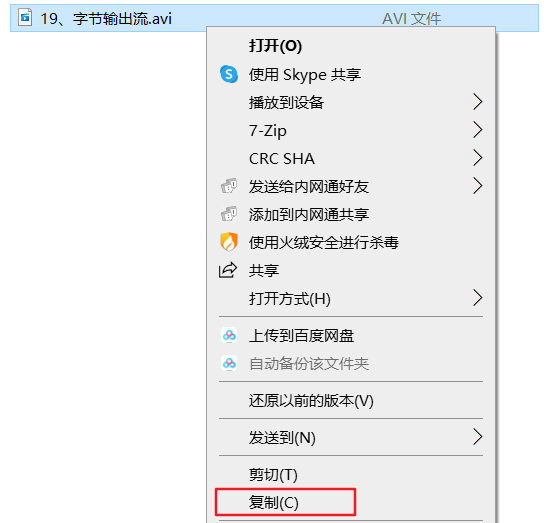 19、字节输出流.avi AVI 文件
打开(O)
使用 Skype 共享
播放到设备
7-Zip
CRC SHA
发送给内网通好友
添加到内网通共享
使用火绒安全进行杀毒
共享
打开方式(H)
上传到百度网盘
自动备份该文件夹
还原以前的版本(V)
发送到(N)
剪切(T)
复制(C)